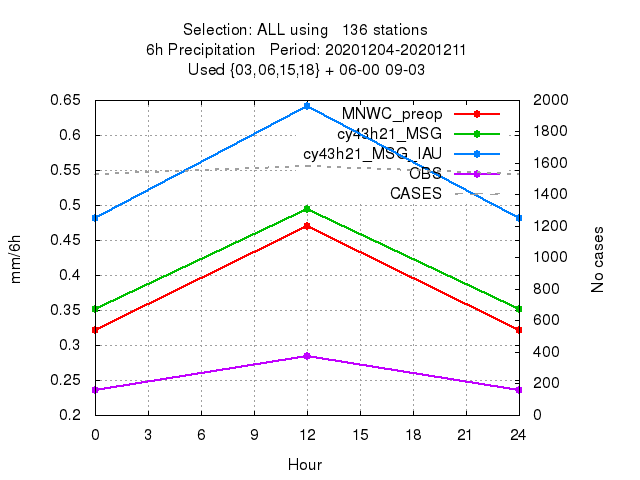 Selection: ALL using   136 stations
6h Precipitation   Period: 20201204-20201211
Used {03,06,15,18} + 06-00 09-03
0.65
0.6
0.55
0.5
0.45
0.4
0.35
0.3
0.25
0.2
mm/6h
MNWC_preop
cy43h21_MSG
cy43h21_MSG_IAU
OBS
CASES
2000
1800
1600
1400
1200
1000
800
600
400
200
0
No cases
0 3 6 9 12 15 18 21 24
Hour